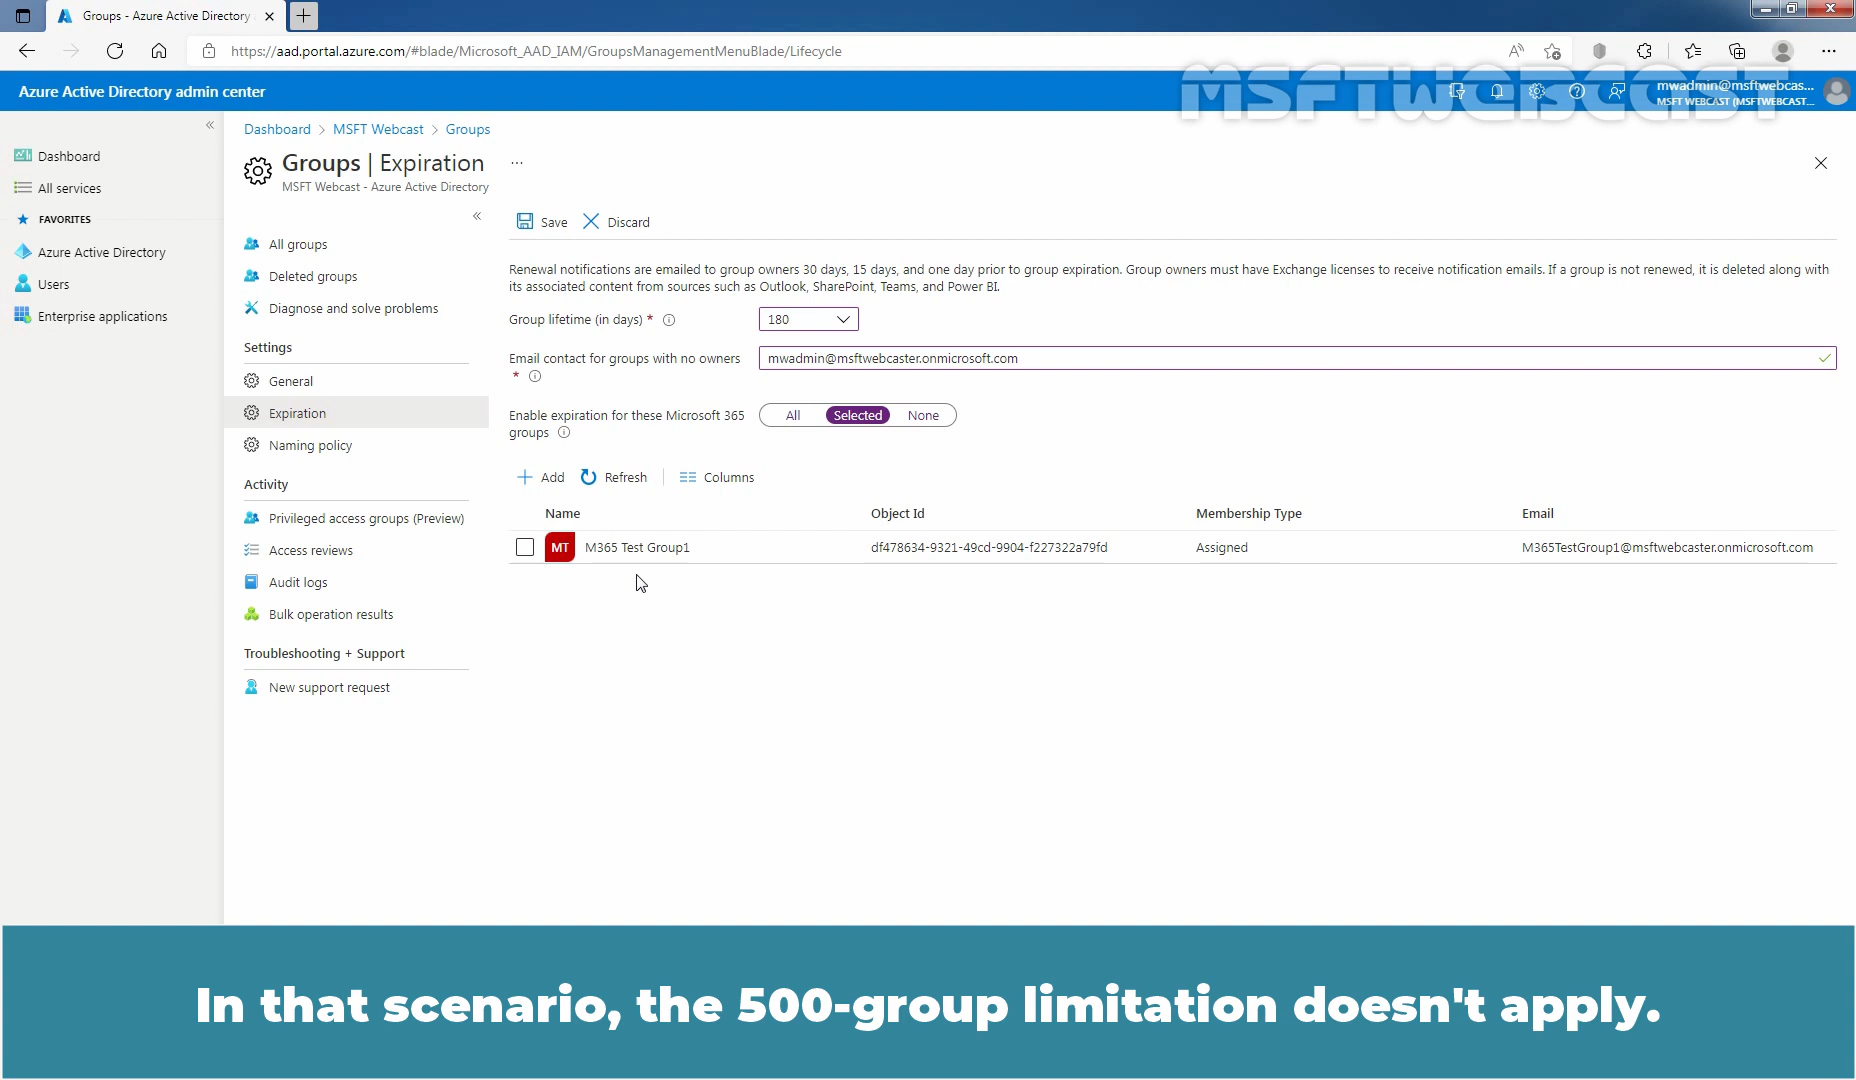 Groups - Azure Active Directory
https://aad.portal.azure.com/#blade/Microsoft_AAD_IAM/GroupsManagementMenuBlade/Lifecycle
Azure Active Directory admin center
MSFTWEBCAST
mwadmin@msftwebcas...
MSFT WEBCAST (MSFTWEBCAST...
Dashboard
All services
FAVORITES
Azure Active Directory
Users
Enterprise applications
Dashboard > MSFT Webcast > Groups
Groups | Expiration ...
MSFT Webcast - Azure Active Directory
All groups
Deleted groups
Diagnose and solve problems
Settings
General
Expiration
Naming policy
Activity
Privileged access groups (Preview)
Access reviews
Audit logs
Bulk operation results
Troubleshooting + Support
New support request
Save Discard
Renewal notifications are emailed to group owners 30 days, 15 days, and one day prior to group expiration. Group owners must have Exchange licenses to receive notification emails. If a group is not renewed, it is deleted along with
its associated content from sources such as Outlook, SharePoint, Teams, and Power BI.
Group lifetime (in days) * 180
Email contact for groups with no owners mwadmin@msftwebcaster.onmicrosoft.com
*
Enable expiration for these Microsoft 365 All Selected None
groups
Add Refresh Columns
Name Object Id Membership Type Email
MT M365 Test Group1 df478634-9321-49cd-9904-f227322a79fd Assigned M365TestGroup1@msftwebcaster.onmicrosoft.com
In that scenario, the 500-group limitation doesn't apply.